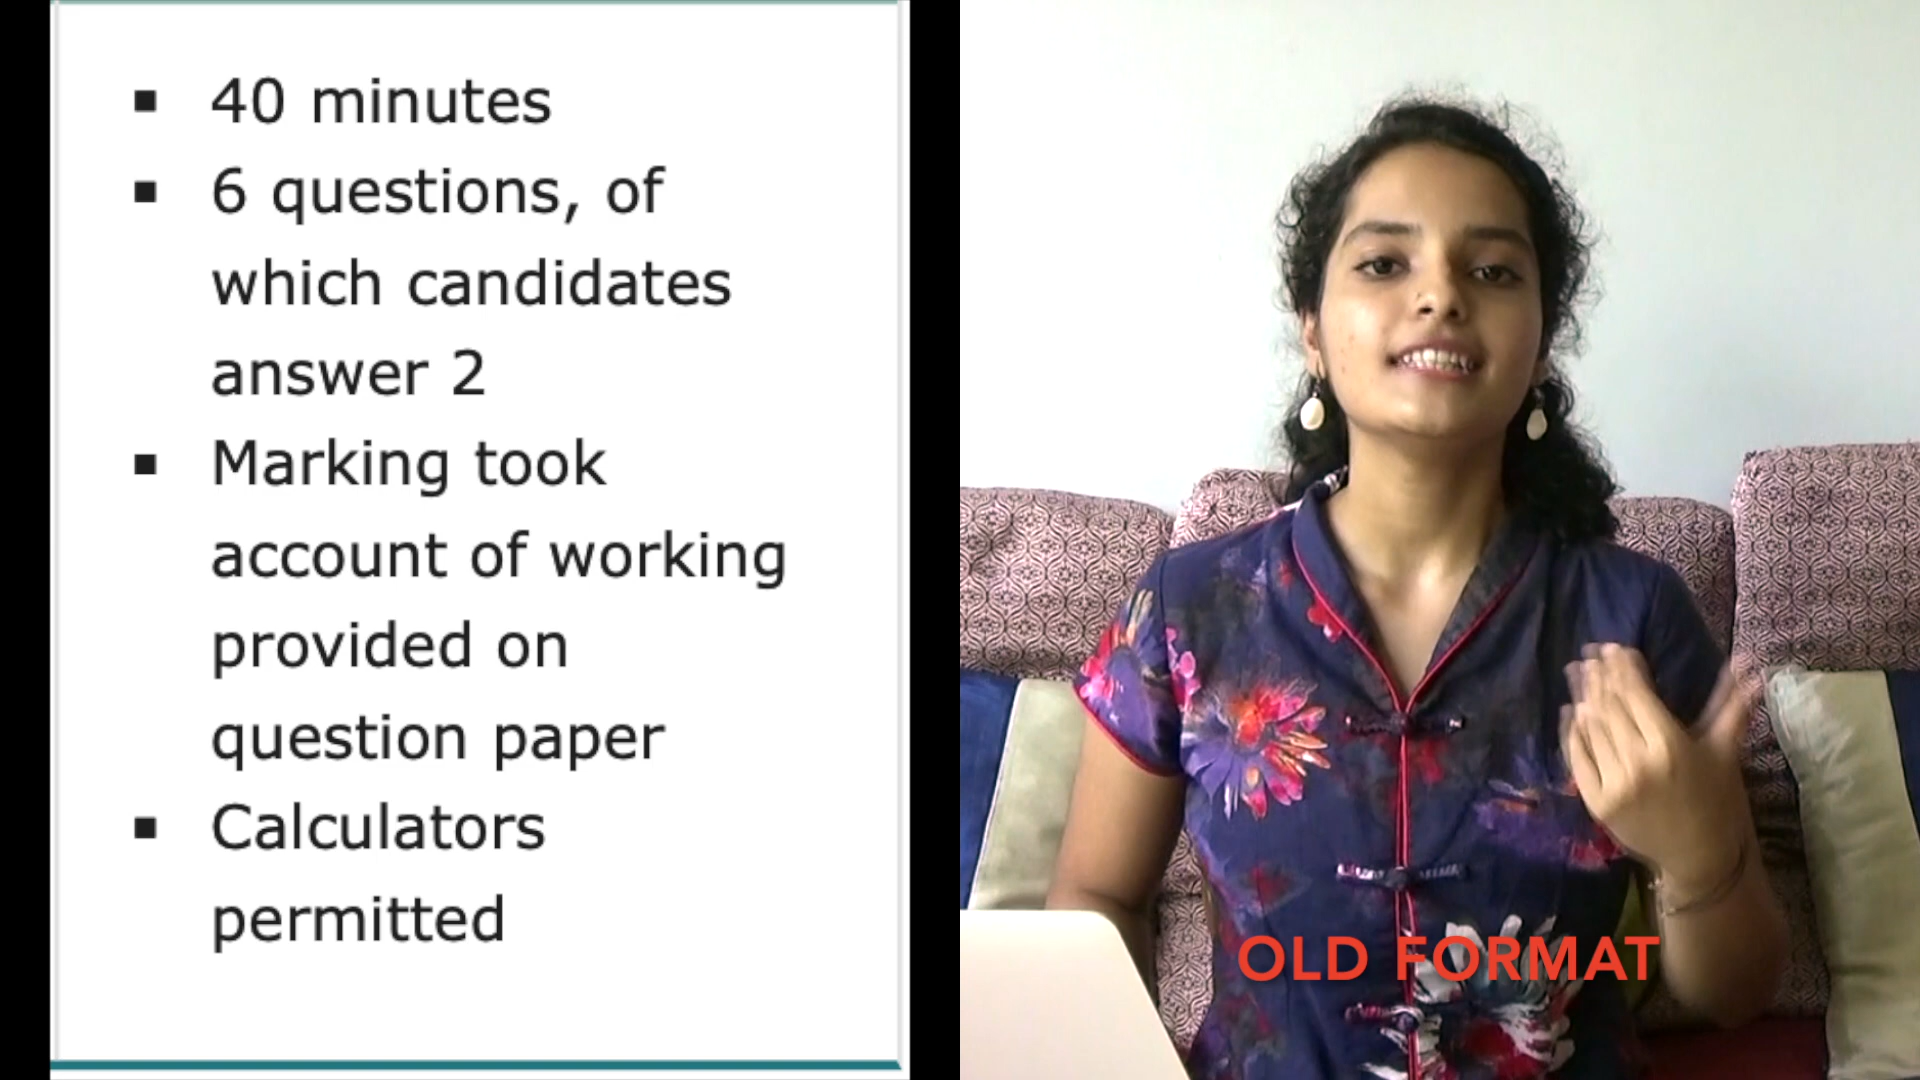 ▪ 40 minutes
▪ 6 questions, of
which candidates
answer 2
▪ Marking took
account of working
provided on
question paper
▪ Calculators
permitted
OLD FORMAT